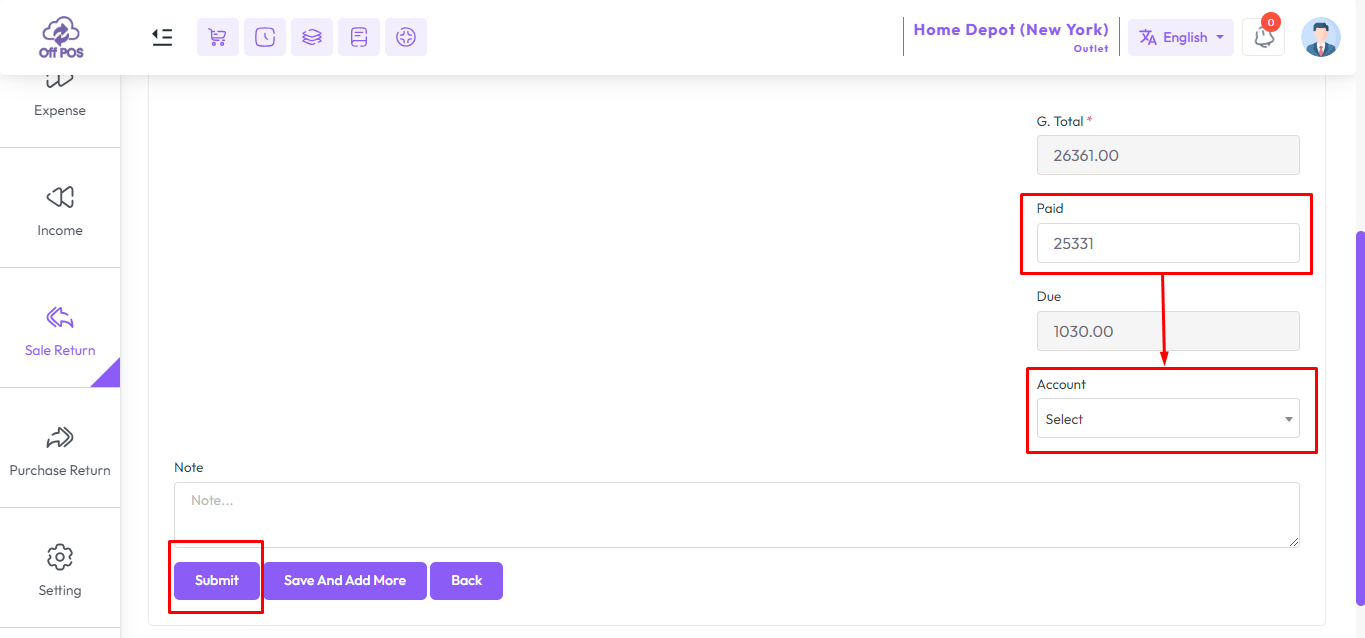 Off POS
Home Depot (New York)
Outlet
English
0
Expense
Income
Sale Return
Purchase Return
Setting
G. Total *
26361.00
Paid
25331
Due
1030.00
Account
Select
Note
Note...
Submit
Save And Add More
Back